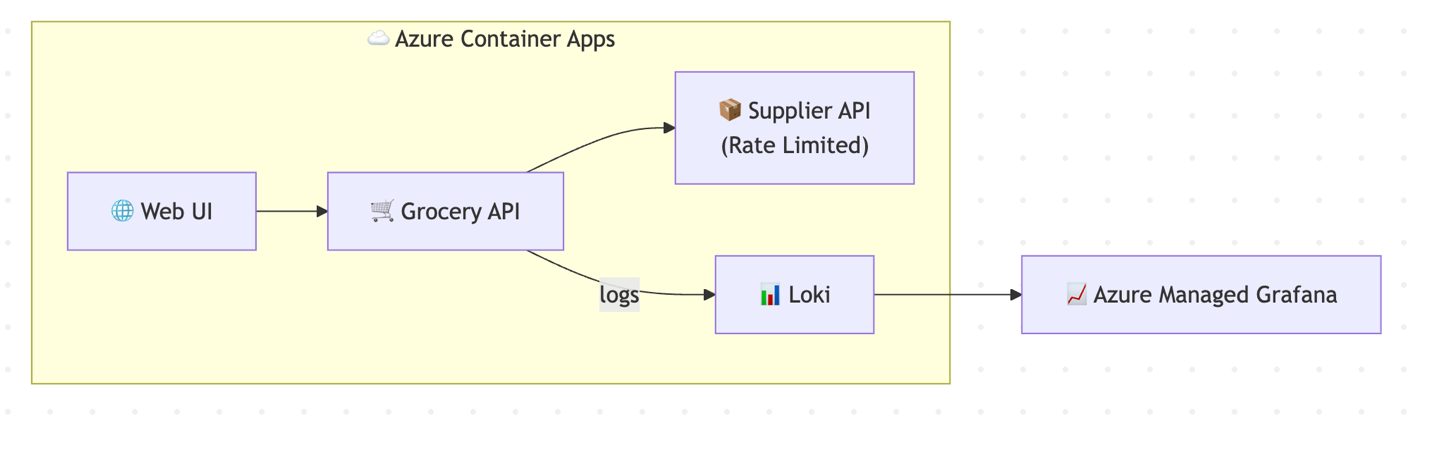 ☁️ Azure Container Apps
📦 Supplier API
(Rate Limited)
🌐 Web UI
🛒 Grocery API
logs
📊 Loki
📈 Azure Managed Grafana